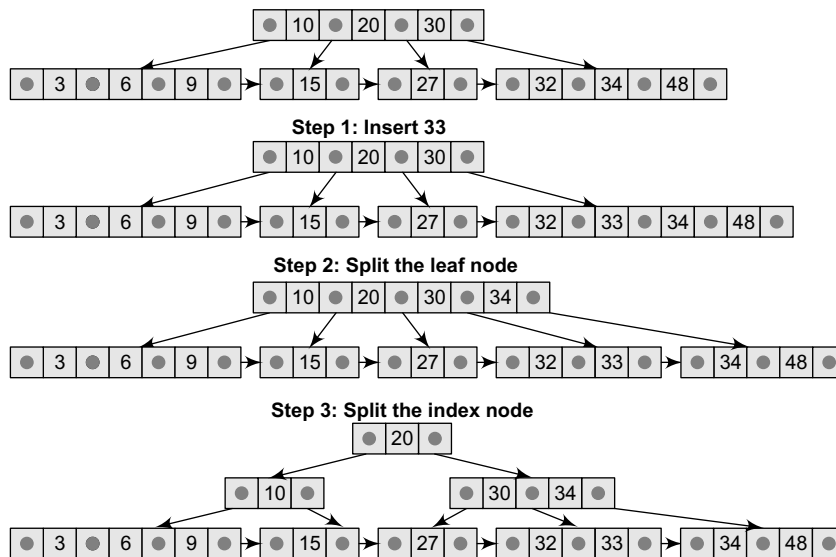 10 20 30
3 6 9 15 27 32 34 48
Step 1: Insert 33
10 20 30
3 6 9 15 27 32 33 34 48
Step 2: Split the leaf node
10 20 30 34
3 6 9 15 27 32 33 34 48
Step 3: Split the index node
20
10 30 34
3 6 9 15 27 32 33 34 48